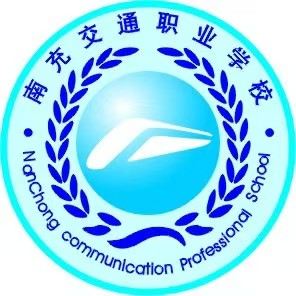 南充交通职业学校
NanChong communication Professional School